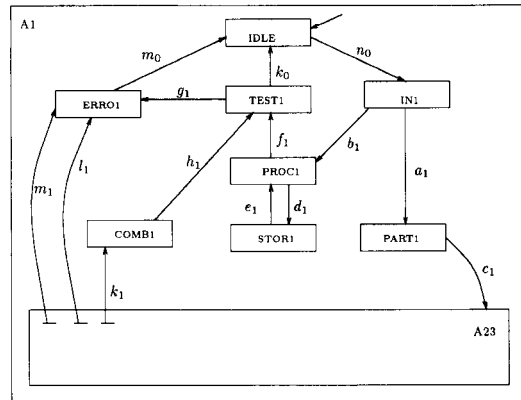 A1
IDLE
m₀
n₀
k₀
g₁
ERRO1
TEST1
IN1
f₁
b₁
h₁
l₁
m₁
a₁
PROC1
e₁
d₁
COMB1
STOR1
PART1
c₁
k₁
A23